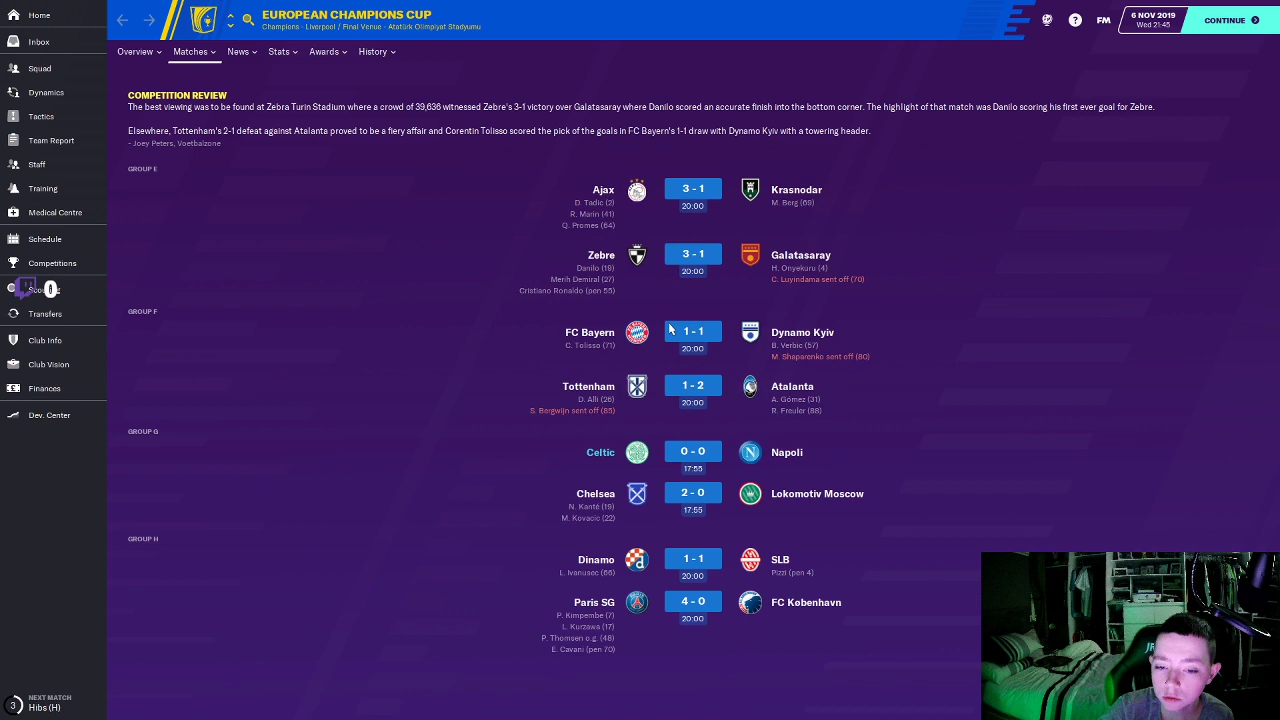 EUROPEAN CHAMPIONS CUP
Champions - Liverpool / Final Venue - Atatürk Olimpiyat Stadyumu
FM
6 NOV 2019
Wed 21:45
CONTINUE
Overview
Matches
News
Stats
Awards
History
Inbox
Squad
Dynamics
Tactics
Team Report
Staff
Training
Medical Centre
Schedule
Competitions
Scouting
Transfers
Club Info
Club Vision
Finances
Dev. Center
COMPETITION REVIEW
The best viewing was to be found at Zebra Turin Stadium where a crowd of 39,636 witnessed Zebre's 3-1 victory over Galatasaray where Danilo scored an accurate finish into the bottom corner. The highlight of that match was Danilo scoring his first ever goal for Zebre.
Elsewhere, Tottenham's 2-1 defeat against Atalanta proved to be a fiery affair and Corentin Tolisso scored the pick of the goals in FC Bayern's 1-1 draw with Dynamo Kyiv with a towering header.
- Joey Peters, Voetbalzone
GROUP E
Ajax 3 - 1 Krasnodar
D. Tadic (2) 20:00 M. Berg (69)
R. Marin (41)
Q. Promes (64)
Zebre 3 - 1 Galatasaray
Danilo (19) 20:00 H. Onyekuru (4)
Merih Demiral (27) C. Luyindama sent off (70)
Cristiano Ronaldo (pen 55)
GROUP F
FC Bayern 1 - 1 Dynamo Kyiv
C. Tolisso (71) 20:00 B. Verbic (57)
M. Shaparenko sent off (80)
Tottenham 1 - 2 Atalanta
D. Alli (26) 20:00 A. Gómez (31)
S. Bergwijn sent off (85) R. Freuler (88)
GROUP G
Celtic 0 - 0 Napoli
17:55
Chelsea 2 - 0 Lokomotiv Moscow
N. Kanté (19) 17:55
M. Kovacic (22)
GROUP H
Dinamo 1 - 1 SLB
L. Ivanusec (66) 20:00 Pizzi (pen 4)
Paris SG 4 - 0 FC København
P. Kimpembe (7) 20:00
L. Kurzawa (17)
P. Thomsen o.g. (48)
E. Cavani (pen 70)
3 NEXT MATCH
Hibs (H)